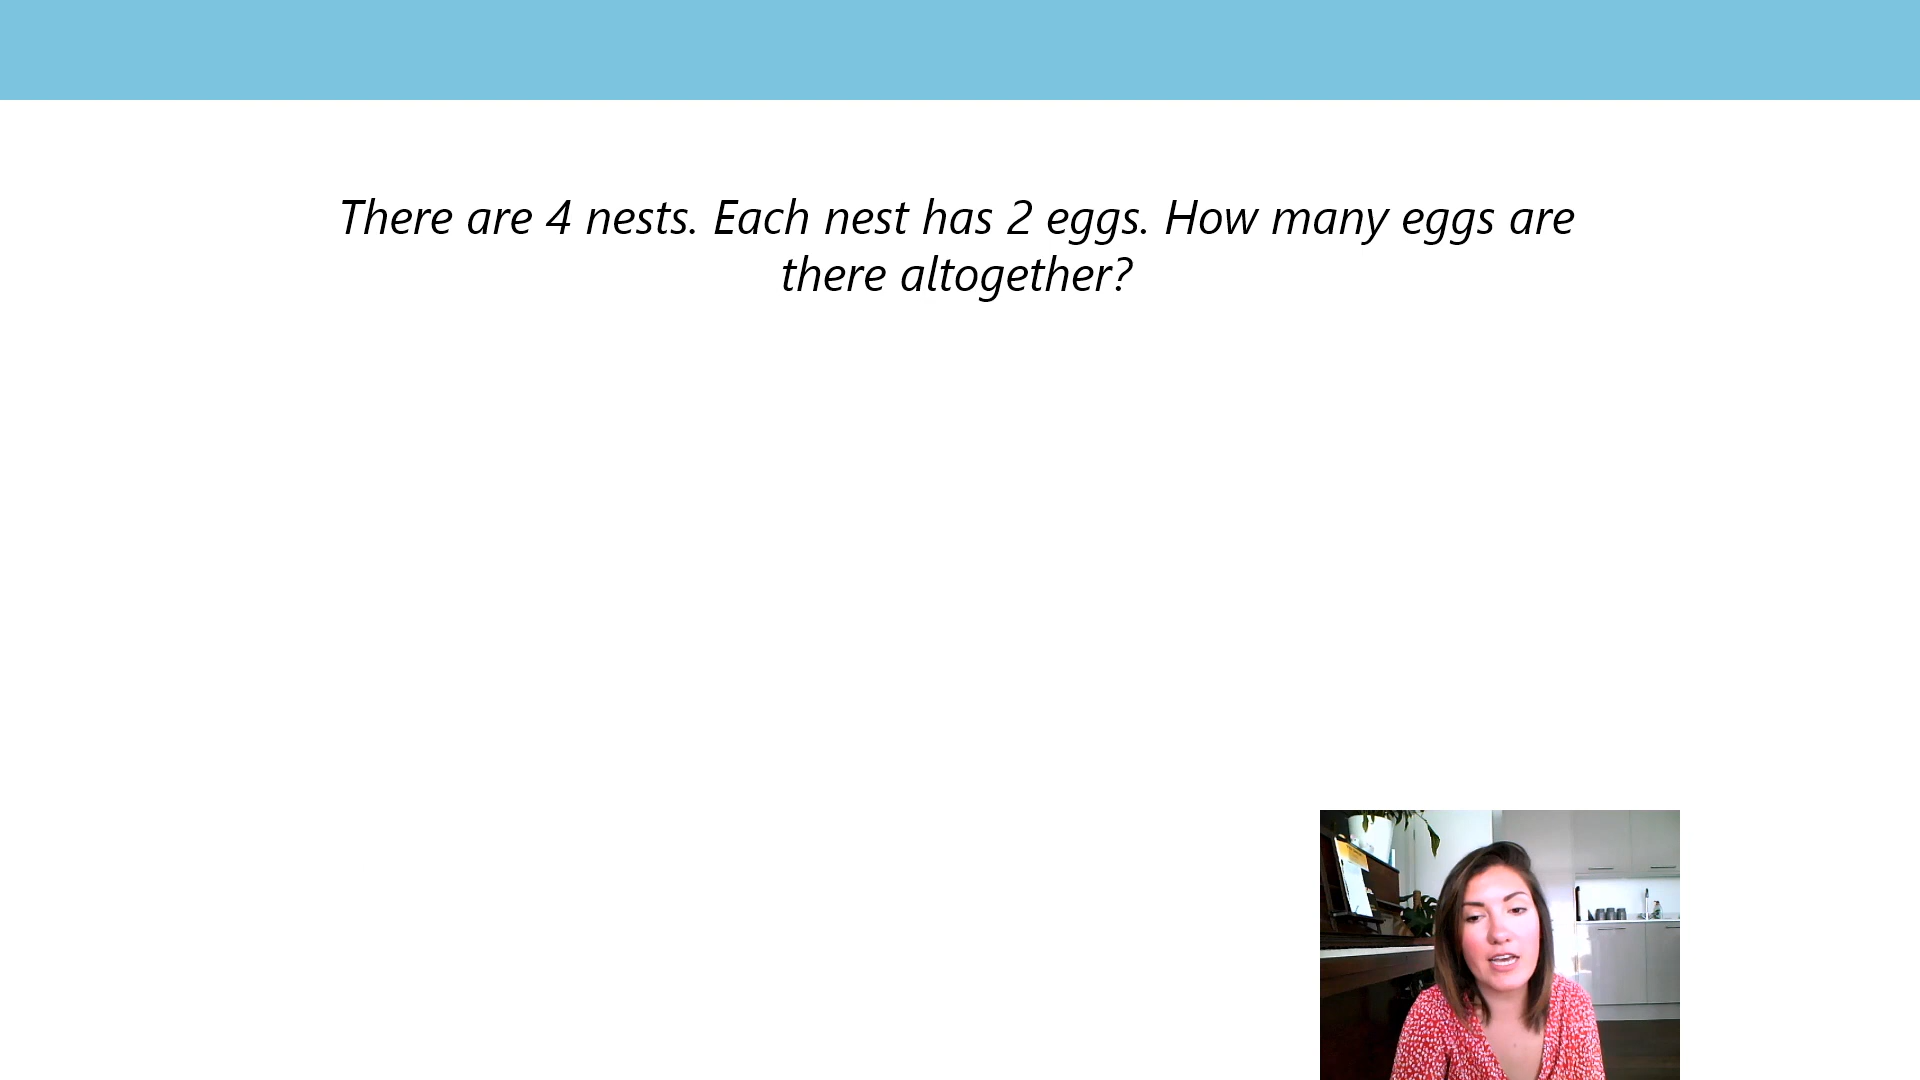 There are 4 nests. Each nest has 2 eggs. How many eggs are
there altogether?